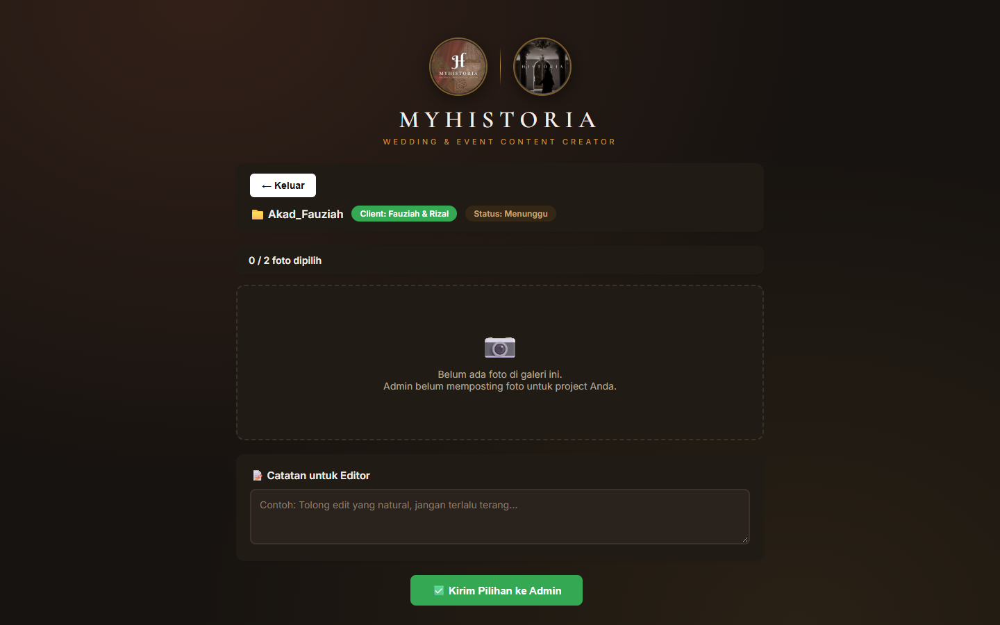 H
MYHISTORIA
HISTORIA
MYHISTORIA
WEDDING & EVENT CONTENT CREATOR
← Keluar
Akad_Fauziah
Client: Fauziah & Rizal
Status: Menunggu
0 / 2 foto dipilih
Belum ada foto di galeri ini.
Admin belum memposting foto untuk project Anda.
Catatan untuk Editor
Contoh: Tolong edit yang natural, jangan terlalu terang...
Kirim Pilihan ke Admin